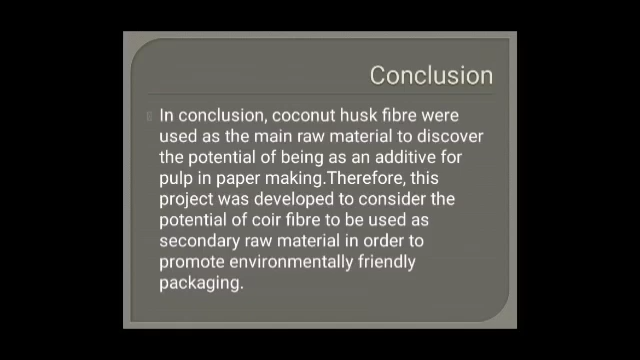 Conclusion
In conclusion, coconut husk fibre were
used as the main raw material to discover
the potential of being as an additive for
pulp in paper making.Therefore, this
project was developed to consider the
potential of coir fibre to be used as
secondary raw material in order to
promote environmentally friendly
packaging.